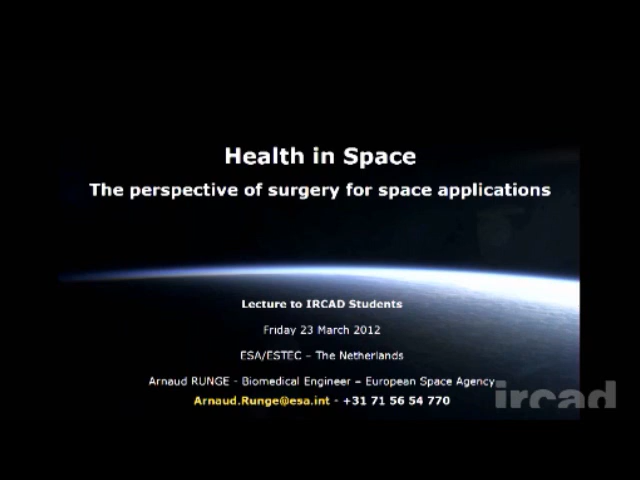 Health in Space
The perspective of surgery for space applications
Lecture to IRCAD Students
Friday 23 March 2012
ESA/ESTEC – The Netherlands
Arnaud RUNGE - Biomedical Engineer – European Space Agency
Arnaud.Runge@esa.int - +31 71 56 54 770
ircad